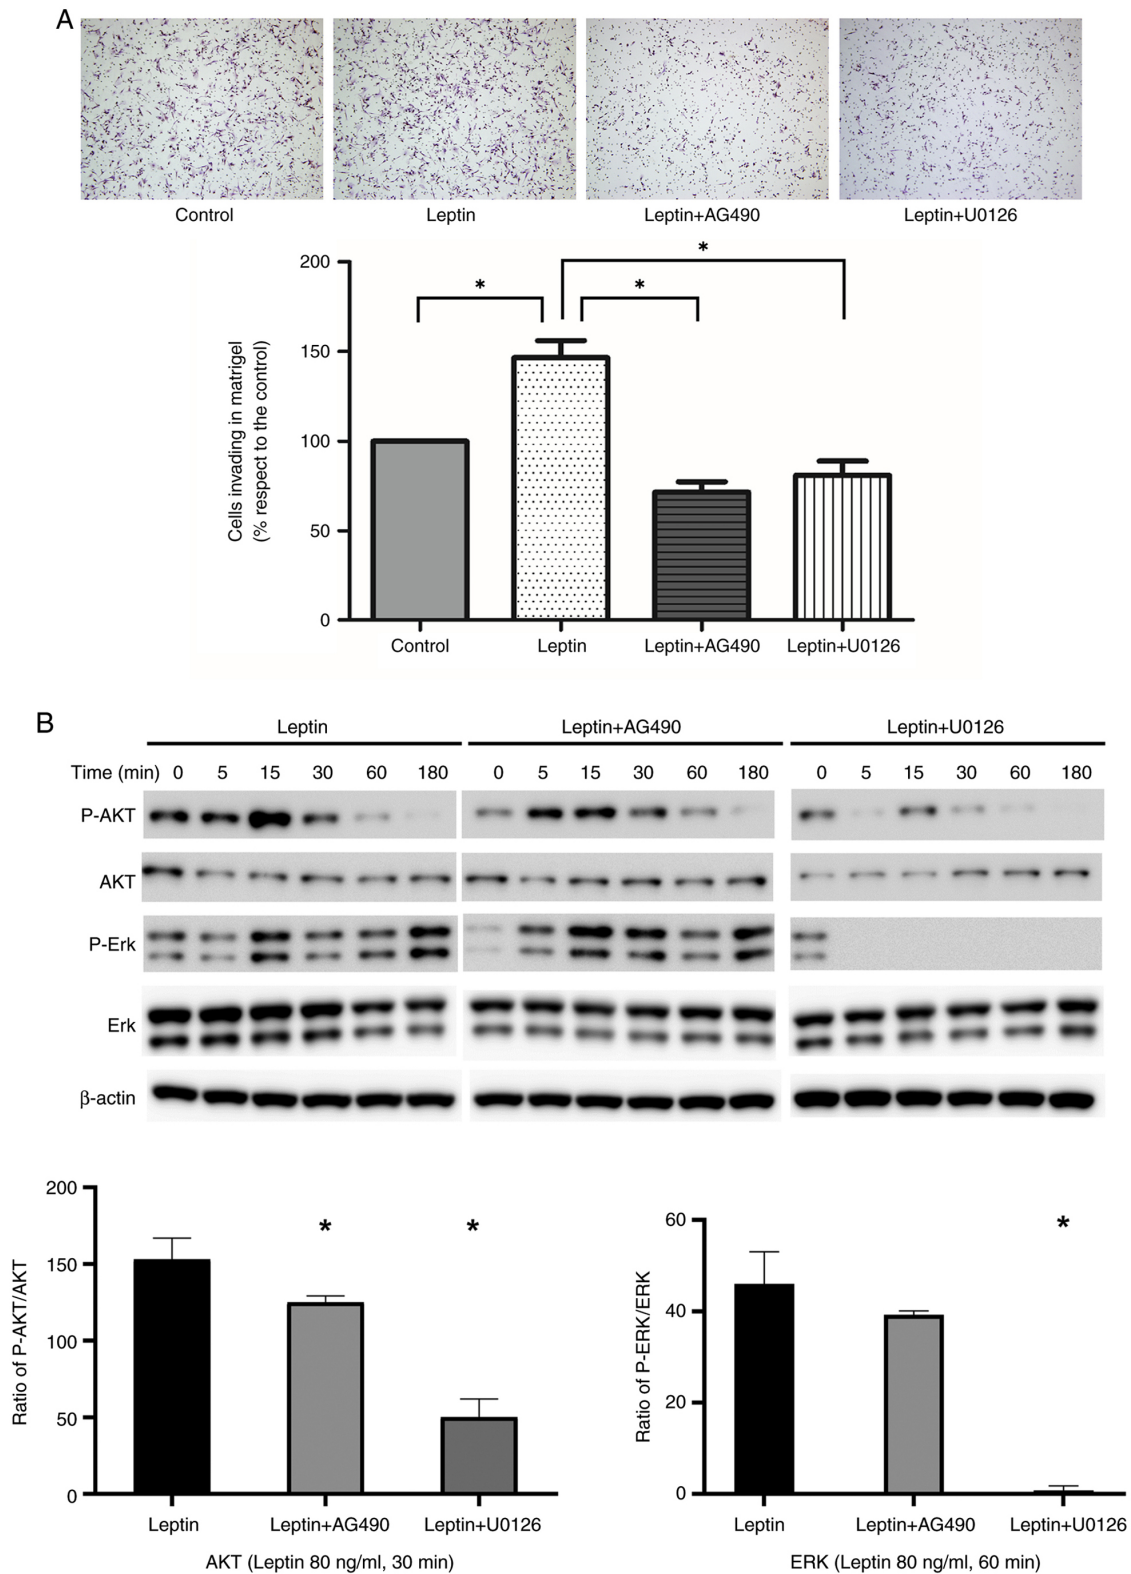 A
Control Leptin Leptin+AG490 Leptin+U0126
* 
* *
200
150
100
50
0
Cells invading in matrigel
(% respect to the control)
Control Leptin Leptin+AG490 Leptin+U0126
B
Leptin Leptin+AG490 Leptin+U0126
Time (min) 0 5 15 30 60 180 0 5 15 30 60 180 0 5 15 30 60 180
P-AKT
AKT
P-Erk
Erk
β-actin
200
150
100
50
0
Ratio of P-AKT/AKT
* *
Leptin Leptin+AG490 Leptin+U0126
AKT (Leptin 80 ng/ml, 30 min)
60
40
20
0
Ratio of P-ERK/ERK
*
Leptin Leptin+AG490 Leptin+U0126
ERK (Leptin 80 ng/ml, 60 min)